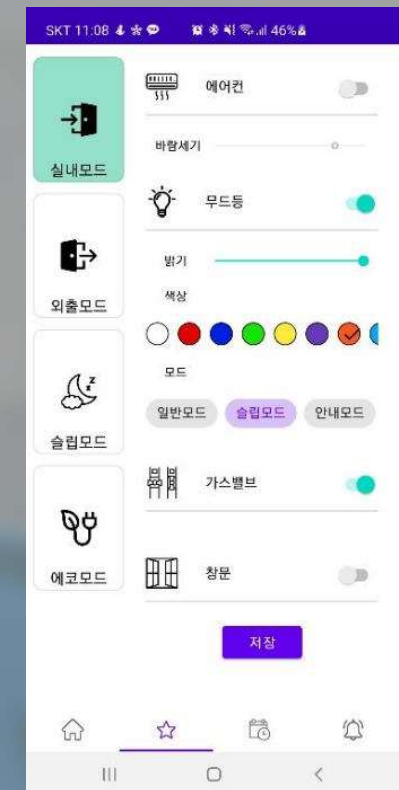 SKT 11:08
46%
실내모드
외출모드
슬립모드
에코모드
에어컨
바람세기
무드등
밝기
색상
모드
일반모드 슬립모드 안내모드
가스밸브
창문
저장